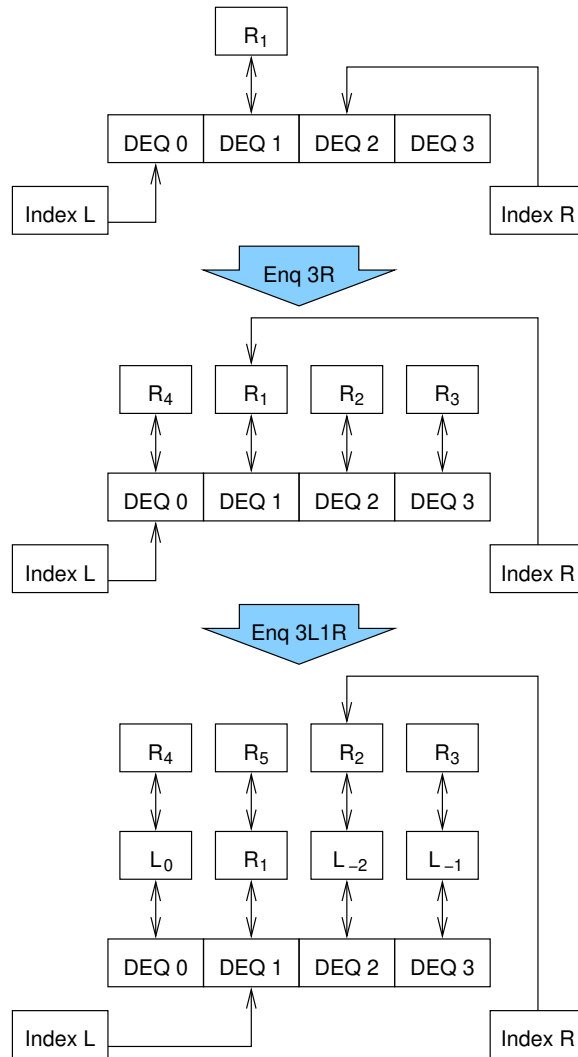 R₁
DEQ 0 DEQ 1 DEQ 2 DEQ 3
Index L Index R
Enq 3R
R₄ R₁ R₂ R₃
DEQ 0 DEQ 1 DEQ 2 DEQ 3
Index L Index R
Enq 3L1R
R₄ R₅ R₂ R₃
L₀ R₁ L₋₂ L₋₁
DEQ 0 DEQ 1 DEQ 2 DEQ 3
Index L Index R